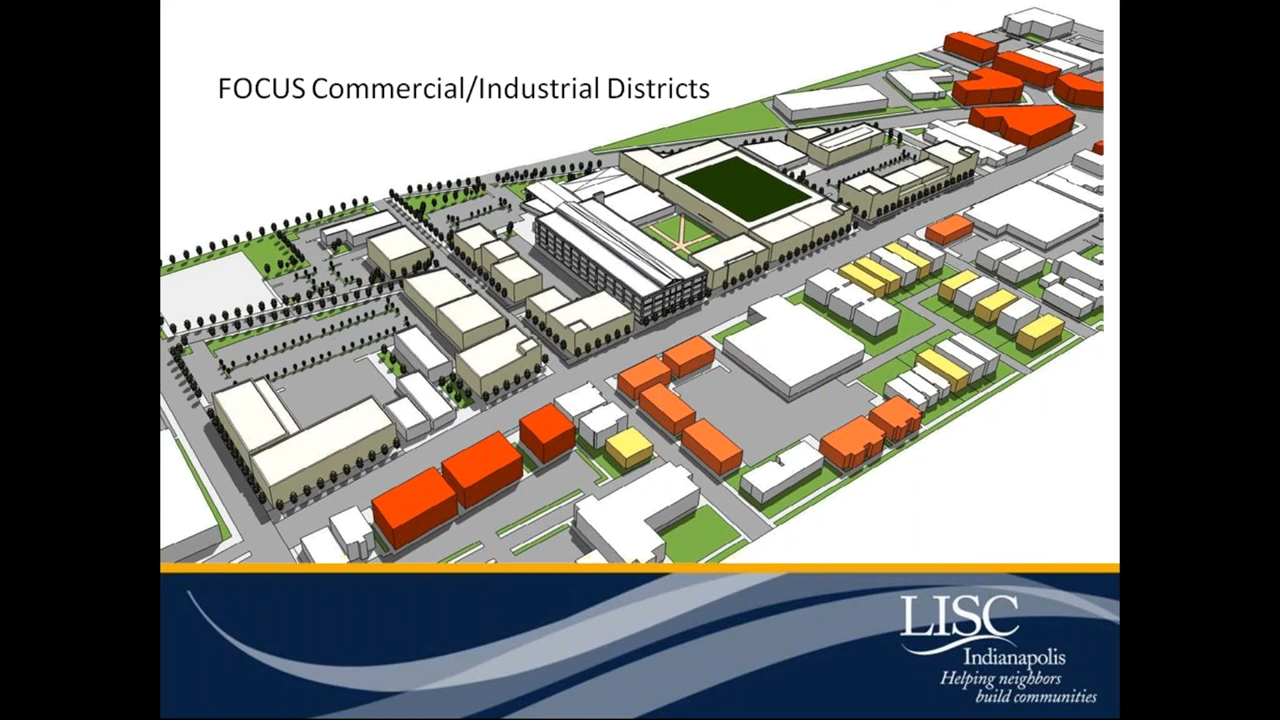 FOCUS Commercial/Industrial Districts
LISC
Indianapolis
Helping neighbors
build communities